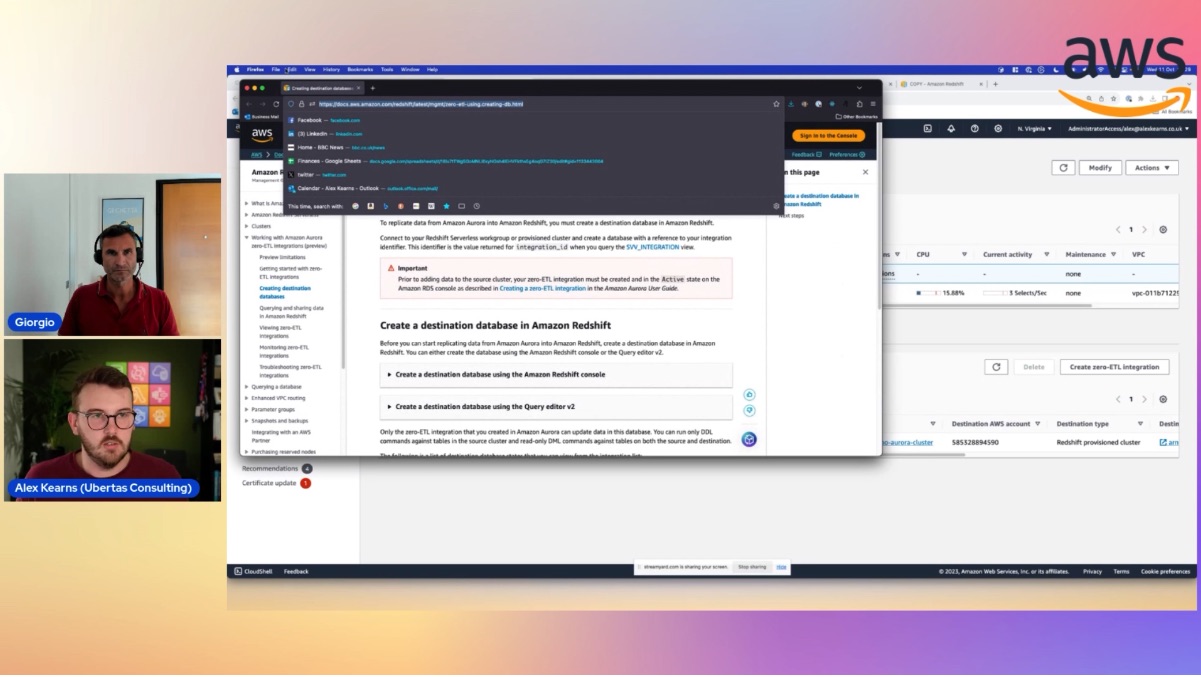 aws
Firefox File Edit View History Bookmarks Tools Window Help
Wed 11 Oct
Creating destination database
COPY - Amazon Redshift
https://docs.aws.amazon.com/redshift/latest/mgmt/zero-etl-using.creating-db.html
Business Mail
Other Bookmarks
All Bookmarks
Facebook — facebook.com
(3) LinkedIn — linkedin.com
Home - BBC News — bbc.co.uk/news
Finances - Google Sheets
twitter — twitter.com
Calendar - Alex Kearns - Outlook — outlook.office.com/mail/
This time, search with:
aws
Sign In to the Console
AWS
Feedback
Preferences
N. Virginia
AdministratorAccess/alex@aleskearns.co.uk
Amazon R
What is Ama
Amazon Re
Clusters
Working with Amazon Aurora
zero-ETL integrations (preview)
Preview limitations
Getting started with zero-
ETL integrations
Creating destination
databases
Querying and sharing data
in Amazon Redshift
Viewing zero-ETL
integrations
Monitoring zero-ETL
integrations
Troubleshooting zero-ETL
integrations
Querying a database
Enhanced VPC routing
Parameter groups
Snapshots and backups
Integrating with an AWS
Partner
Purchasing reserved nodes
To replicate data from Amazon Aurora into Amazon Redshift, you must create a destination database in Amazon Redshift.
Connect to your Redshift Serverless workgroup or provisioned cluster and create a database with a reference to your integration
identifier. This identifier is the value returned for integration_id when you query the SVV_INTEGRATION view.
Important
Prior to adding data to the source cluster, your zero-ETL integration must be created and in the Active state on the
Amazon RDS console as described in Creating a zero-ETL integration in the Amazon Aurora User Guide.
Create a destination database in Amazon Redshift
Before you can start replicating data from Amazon Aurora into Amazon Redshift, create a destination database in Amazon
Redshift. You can either create the database using the Amazon Redshift console or the Query editor v2.
Create a destination database using the Amazon Redshift console
Create a destination database using the Query editor v2
Only the zero-ETL integration that you created in Amazon Aurora can update data in this database. You can run only DDL
commands against tables in the source cluster and read-only DML commands against tables on both the source and destination.
The following is a list of destination database states that you can view from the integration list:
n this page
eate a destination database in
azon Redshift
Next steps
Modify
Actions
1
ns CPU Current activity Maintenance VPC
ions - - none -
15.88% 3 Selects/Sec none vpc-011b71229
Delete
Create zero-ETL integration
1
Destination AWS account Destination type Destin
o-aurora-cluster 585328894590 Redshift provisioned cluster arn
Recommendations 4
Certificate update 1
streamyard.com is sharing your screen. Stop sharing Hide
CloudShell Feedback
© 2023, Amazon Web Services, Inc. or its affiliates. Privacy Terms Cookie preferences
Giorgio
Alex Kearns (Ubertas Consulting)